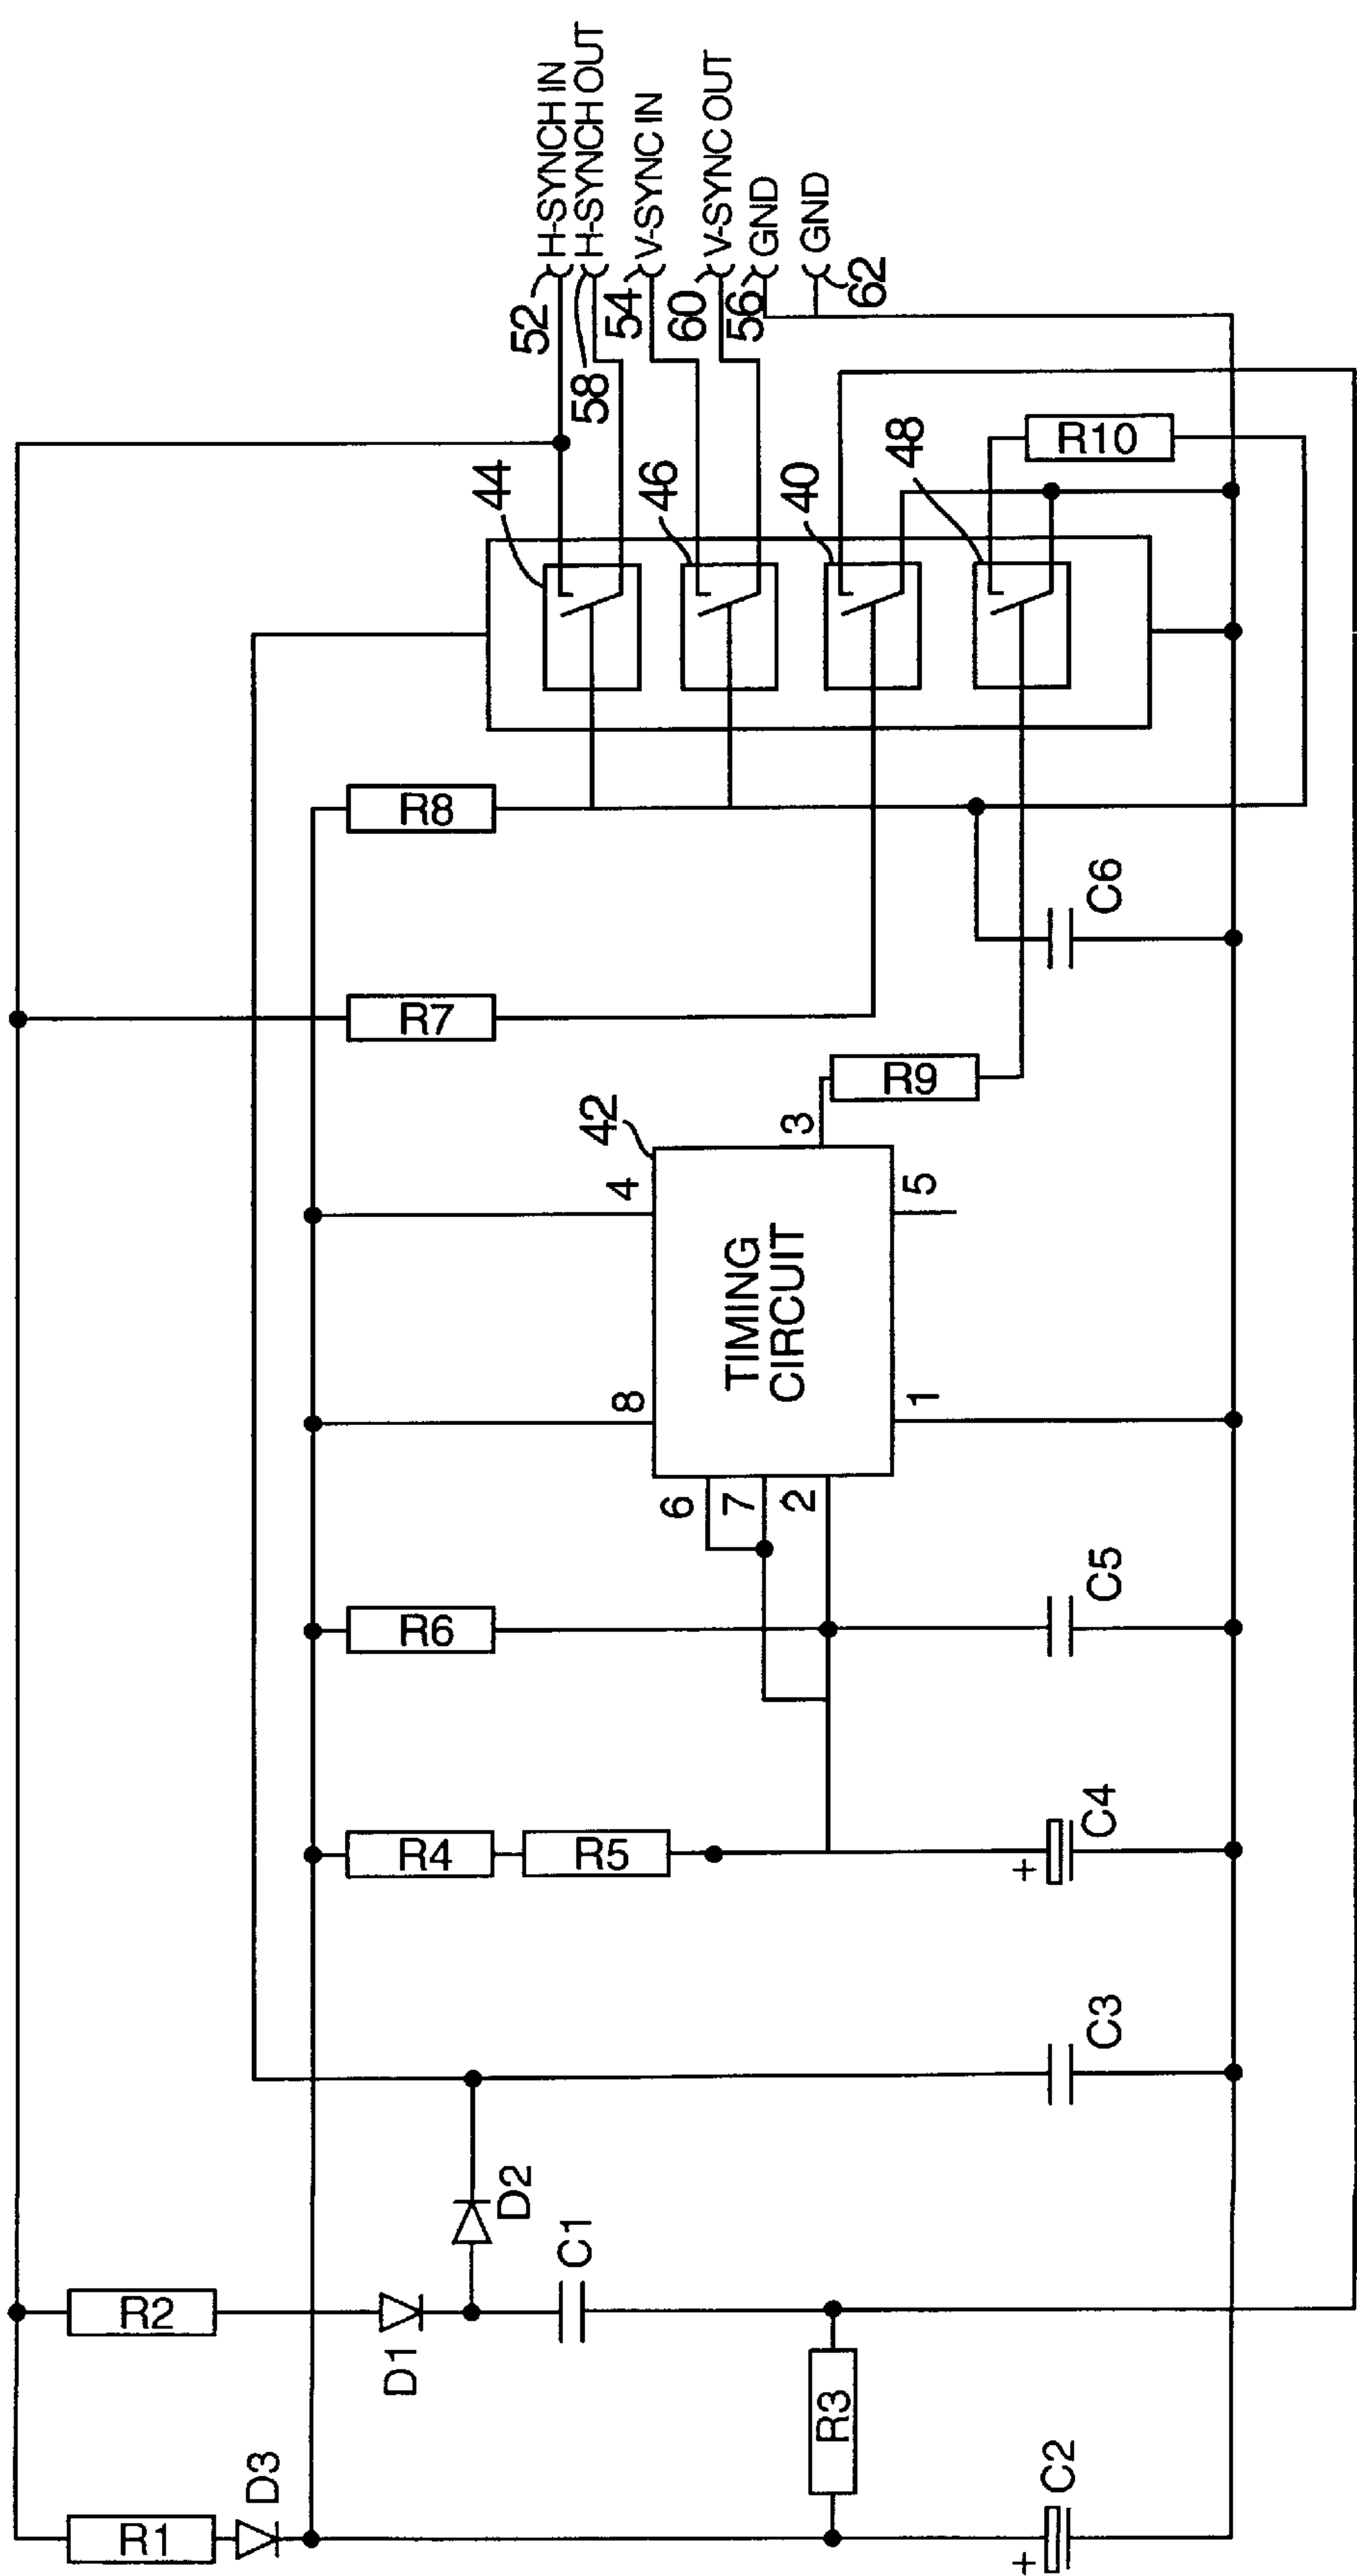 H-SYNCH IN
H-SYNCH OUT
V-SYNC IN
V-SYNC OUT
GND
GND
52
58
54
60
56
62
44
46
40
48
R10
R8
C6
R7
R9
42
3
4
5
TIMING
CIRCUIT
8
1
6
7
2
R6
C5
R4
R5
+
C4
C3
D2
R2
D1
C1
R3
R1
D3
+
C2